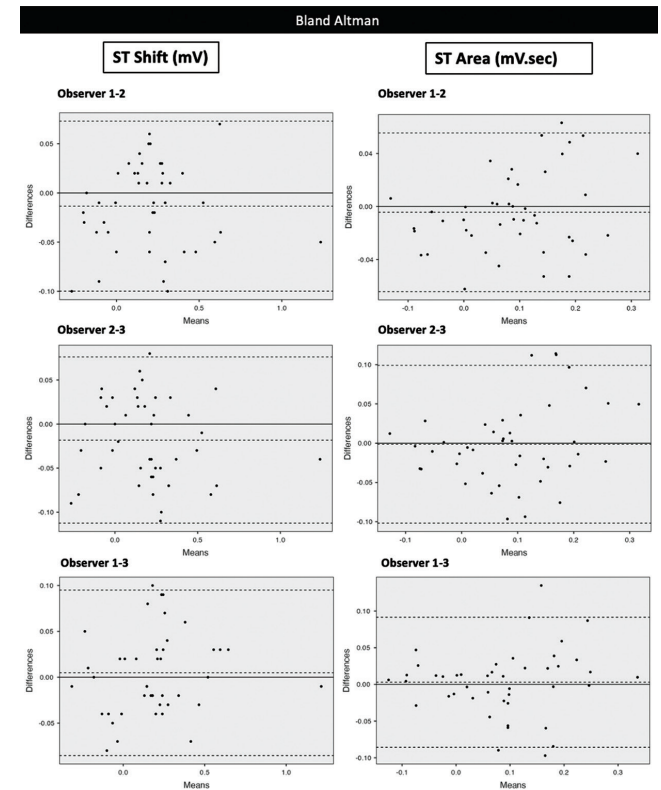 Bland Altman
ST Shift (mV)
ST Area (mV.sec)
Observer 1-2
Observer 1-2
Differences
0.05
0.00
-0.05
-0.10
0.0 0.5 1.0
Means
Differences
0.04
0.00
-0.04
-0.1 0.0 0.1 0.2 0.3
Means
Observer 2-3
Observer 2-3
Differences
0.05
0.00
-0.05
-0.10
0.0 0.5 1.0
Means
Differences
0.10
0.05
0.00
-0.05
-0.10
-0.1 0.0 0.1 0.2 0.3
Means
Observer 1-3
Observer 1-3
Differences
0.10
0.05
0.00
-0.05
0.0 0.5 1.0
Means
Differences
0.10
0.05
0.00
-0.05
-0.10
-0.1 0.0 0.1 0.2 0.3
Means